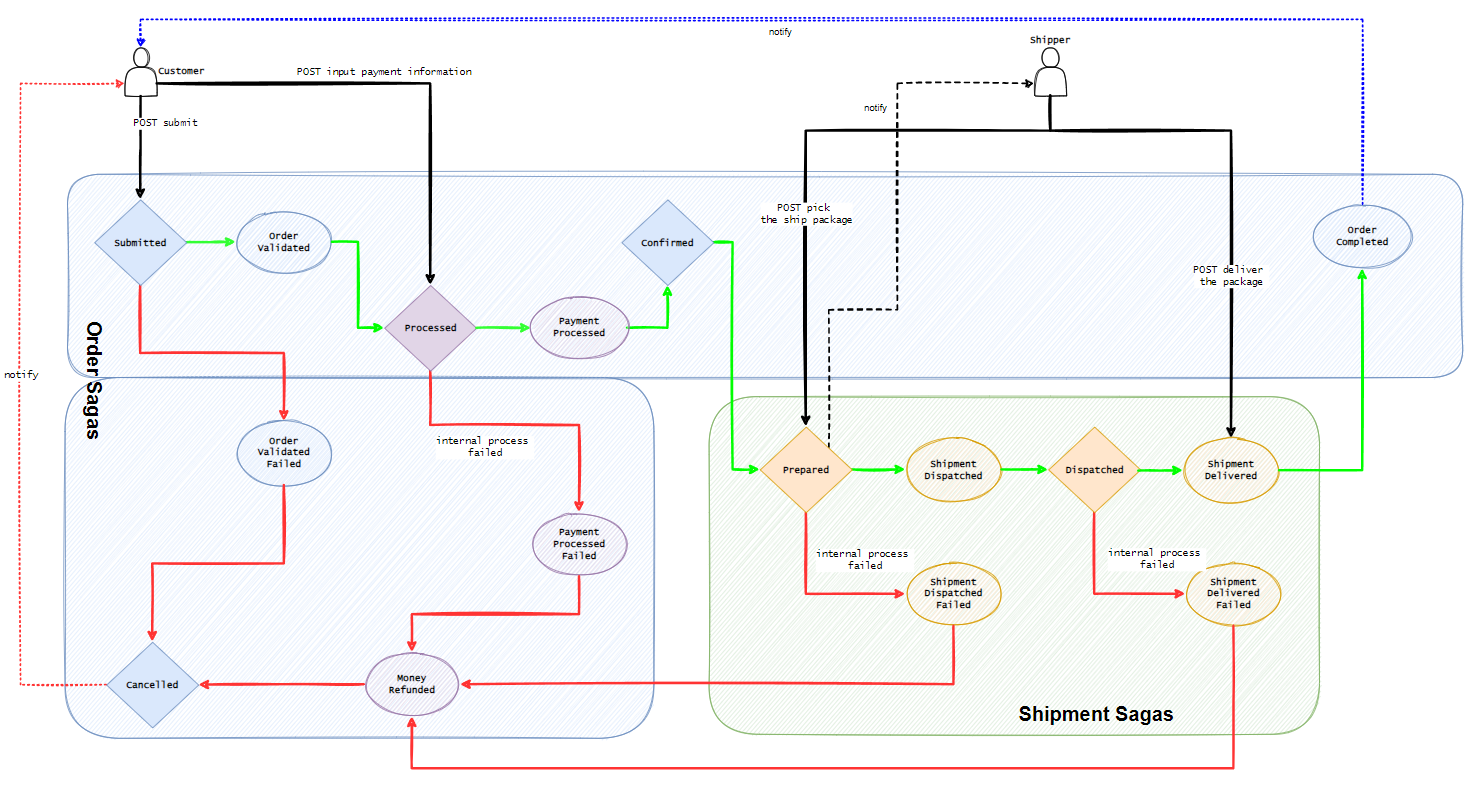 notify
Shipper
Customer
POST input payment information
notify
POST submit
POST pick
the ship package
Submitted
Order
Validated
Confirmed
Order
Completed
POST deliver
the package
Processed
Payment
Processed
Order Sagas
notify
Order
Validated
Failed
internal process
failed
Prepared
Shipment
Dispatched
Dispatched
Shipment
Delivered
Payment
Processed
Failed
internal process
failed
internal process
failed
Shipment
Dispatched
Failed
Shipment
Delivered
Failed
Cancelled
Money
Refunded
Shipment Sagas